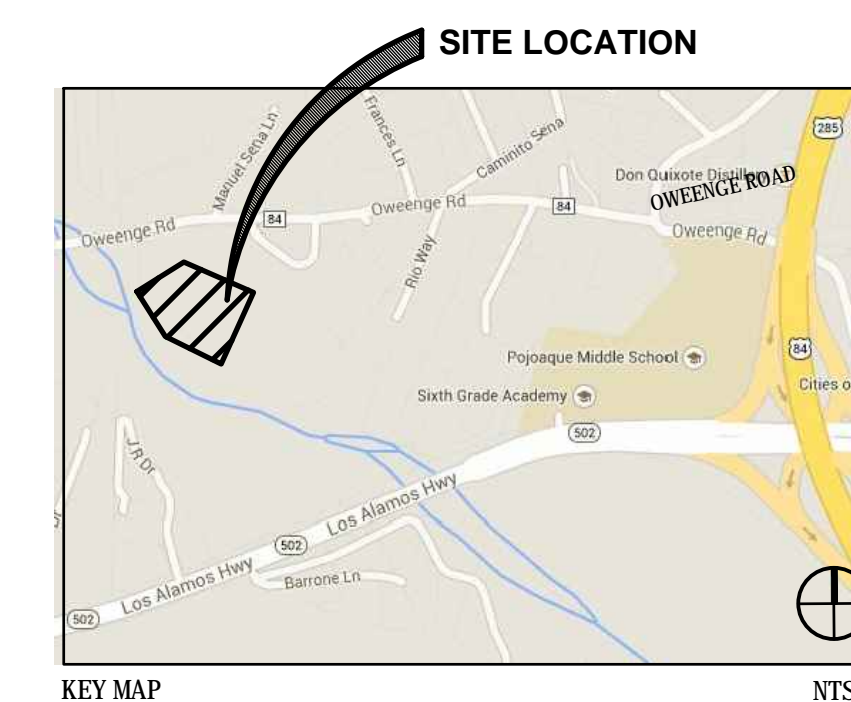 SITE LOCATION
285
Manuel Sena Ln
Frances Ln
Caminito Sena
Don Quixote Distillery
OWEENGE ROAD
Oweenge Rd
84
Oweenge Rd
84
Oweenge Rd
Rio Way
84
Pojoaque Middle School
Cities o
Sixth Grade Academy
502
J R Dr
Los Alamos Hwy
502
Barrone Ln
Los Alamos Hwy
502
KEY MAP
NTS